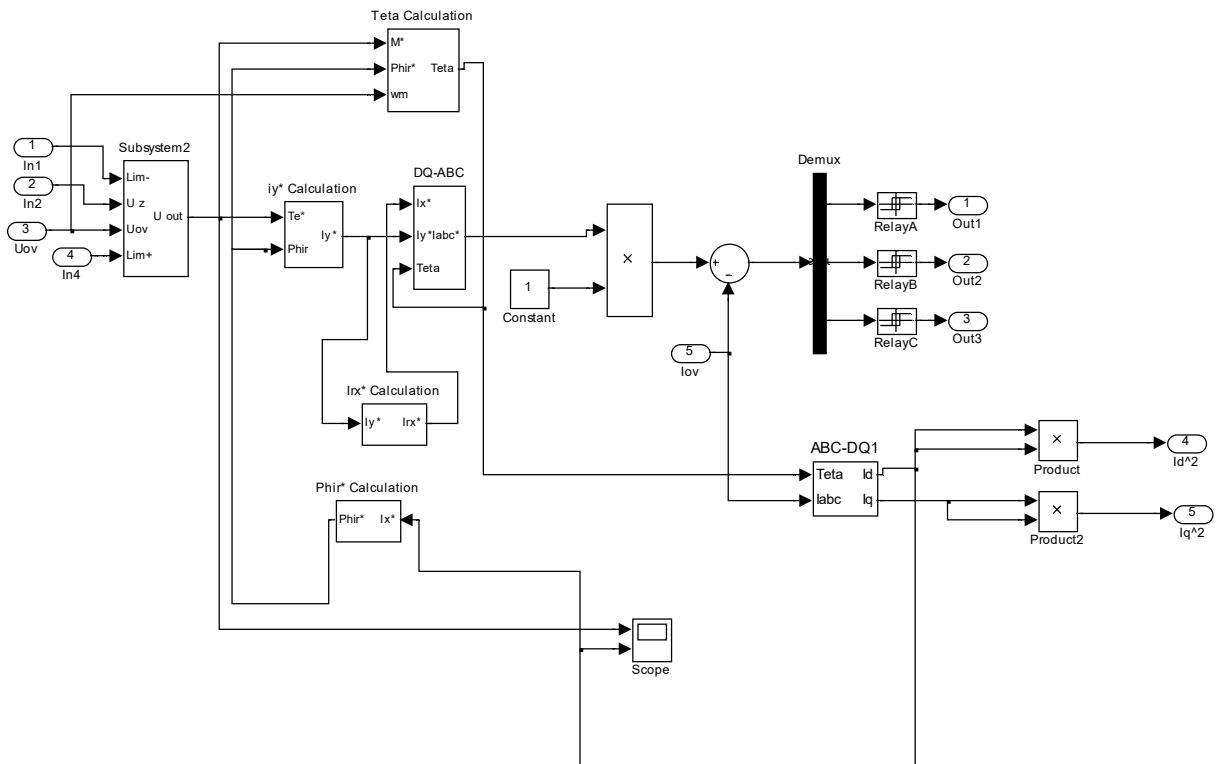 Teta Calculation
M*
Phir*
Teta
wm
1
In1
2
In2
3
Uov
4
In4
Subsystem2
Lim-
U z
U out
Uov
Lim+
iy* Calculation
Te*
Iy*
Phir
DQ-ABC
Ix*
Iy*
Iabc*
Teta
1
Constant
×
+
−
Demux
RelayA
1
Out1
RelayB
2
Out2
RelayC
3
Out3
5
Iov
Irx* Calculation
Iy*
Irx*
ABC-DQ1
Teta
Id
Iabc
Iq
×
Product
4
Id^2
×
Product2
5
Iq^2
Phir* Calculation
Phir*
Ix*
Scope